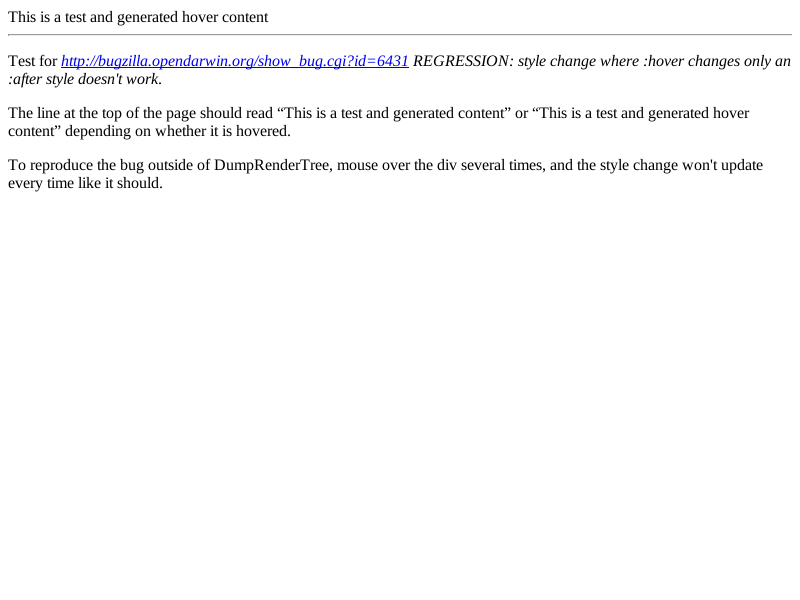 This is a test and generated hover content
Test for http://bugzilla.opendarwin.org/show_bug.cgi?id=6431 REGRESSION: style change where :hover changes only an
:after style doesn't work.
The line at the top of the page should read “This is a test and generated content” or “This is a test and generated hover
content” depending on whether it is hovered.
To reproduce the bug outside of DumpRenderTree, mouse over the div several times, and the style change won't update
every time like it should.